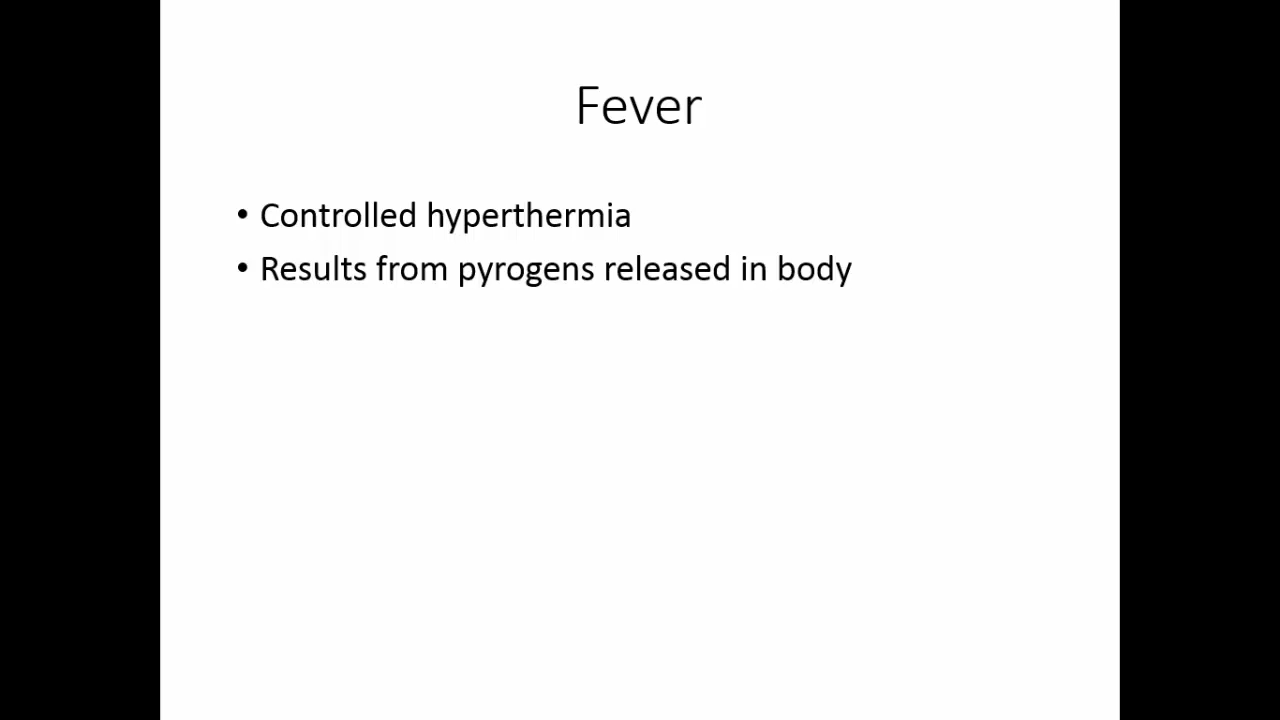 Fever
• Controlled hyperthermia
• Results from pyrogens released in body